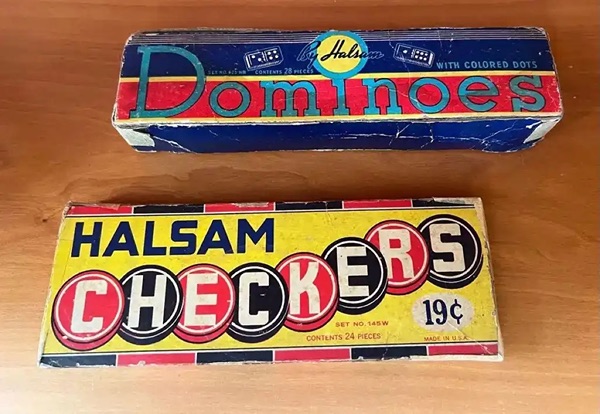 By Halsam
CONTENTS 28 PIECES
WITH COLORED DOTS
Dominoes
HALSAM
CHECKERS
19¢
SET NO. 145W
CONTENTS 24 PIECES
MADE IN U.S.A.